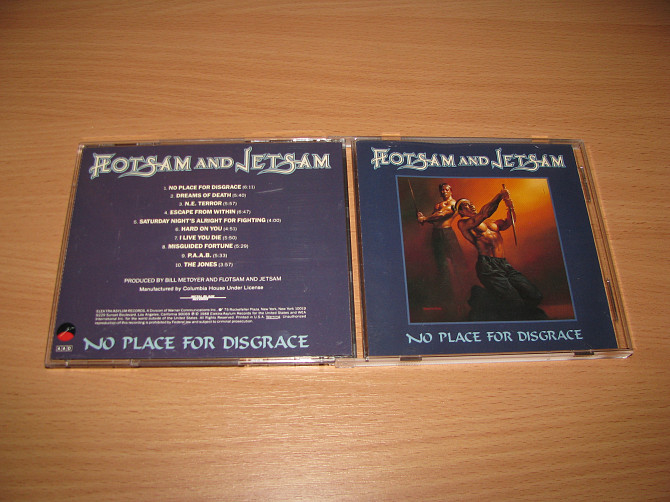 FLOTSAM AND JETSAM
1. NO PLACE FOR DISGRACE (6:11)
2. DREAMS OF DEATH (5:40)
3. N.E. TERROR (5:57)
4. ESCAPE FROM WITHIN (6:47)
5. SATURDAY NIGHT'S ALRIGHT FOR FIGHTING (4:00)
6. HARD ON YOU (4:51)
7. I LIVE YOU DIE (5:50)
8. MISGUIDED FORTUNE (5:29)
9. P.A.A.B. (5:33)
10. THE JONES (3:57)
PRODUCED BY BILL METOYER AND FLOTSAM AND JETSAM
Manufactured by Columbia House Under License
NO PLACE FOR DISGRACE
FLOTSAM AND JETSAM
NO PLACE FOR DISGRACE